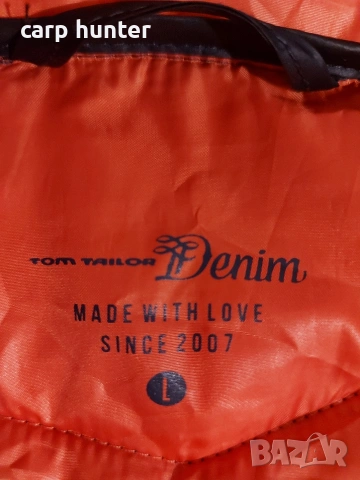 carp hunter
TOM TAILOR Denim
MADE WITH LOVE
SINCE 2007
L
BAZAR